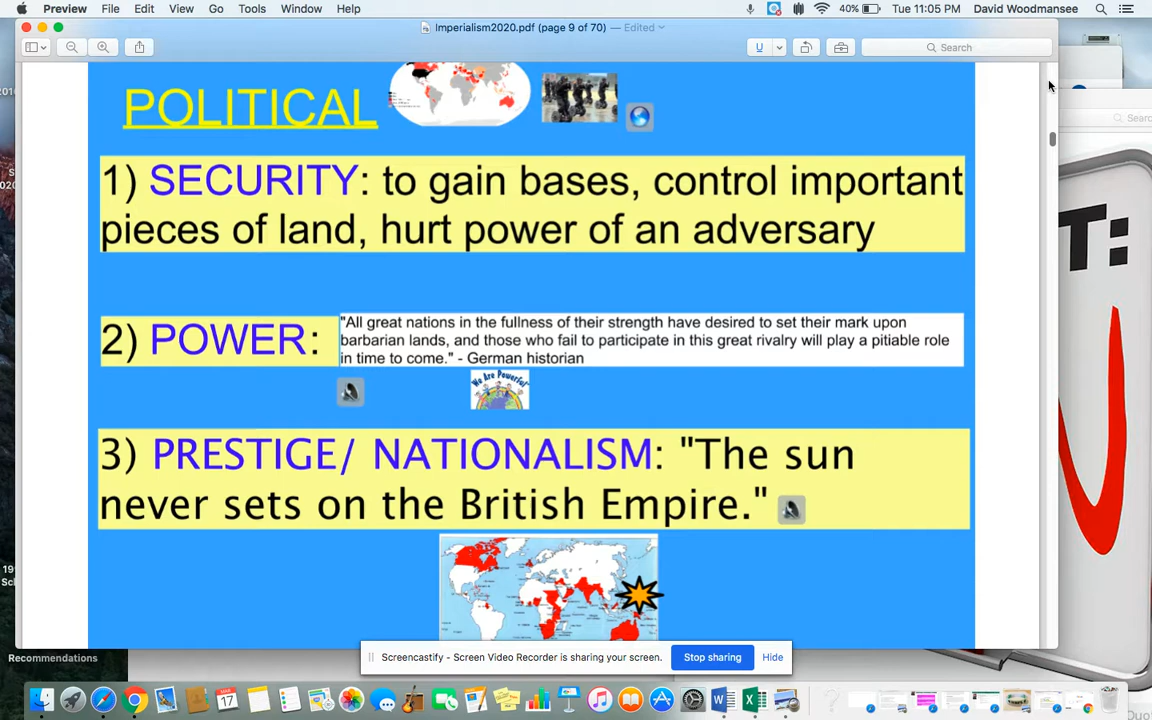 Preview File Edit View Go Tools Window Help 40% Tue 11:05 PM David Woodmansee
Imperialism2020.pdf (page 9 of 70) — Edited
Search
POLITICAL
1) SECURITY: to gain bases, control important
pieces of land, hurt power of an adversary
2) POWER:
"All great nations in the fullness of their strength have desired to set their mark upon
barbarian lands, and those who fail to participate in this great rivalry will play a pitiable role
in time to come." - German historian
We Are Powerful
3) PRESTIGE/ NATIONALISM: "The sun
never sets on the British Empire."
Screencastify - Screen Video Recorder is sharing your screen. Stop sharing Hide
Recommendations
T: